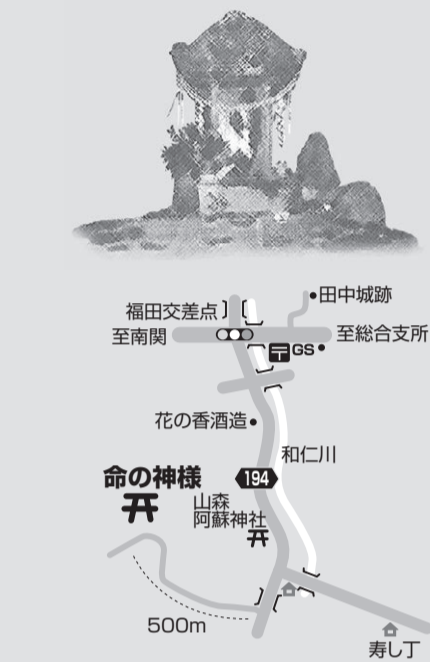 田中城跡
福田交差点
至南関
至総合支所
〒
GS
花の香酒造
和仁川
194
命の神様
山森
阿蘇神社
500m
寿し丁